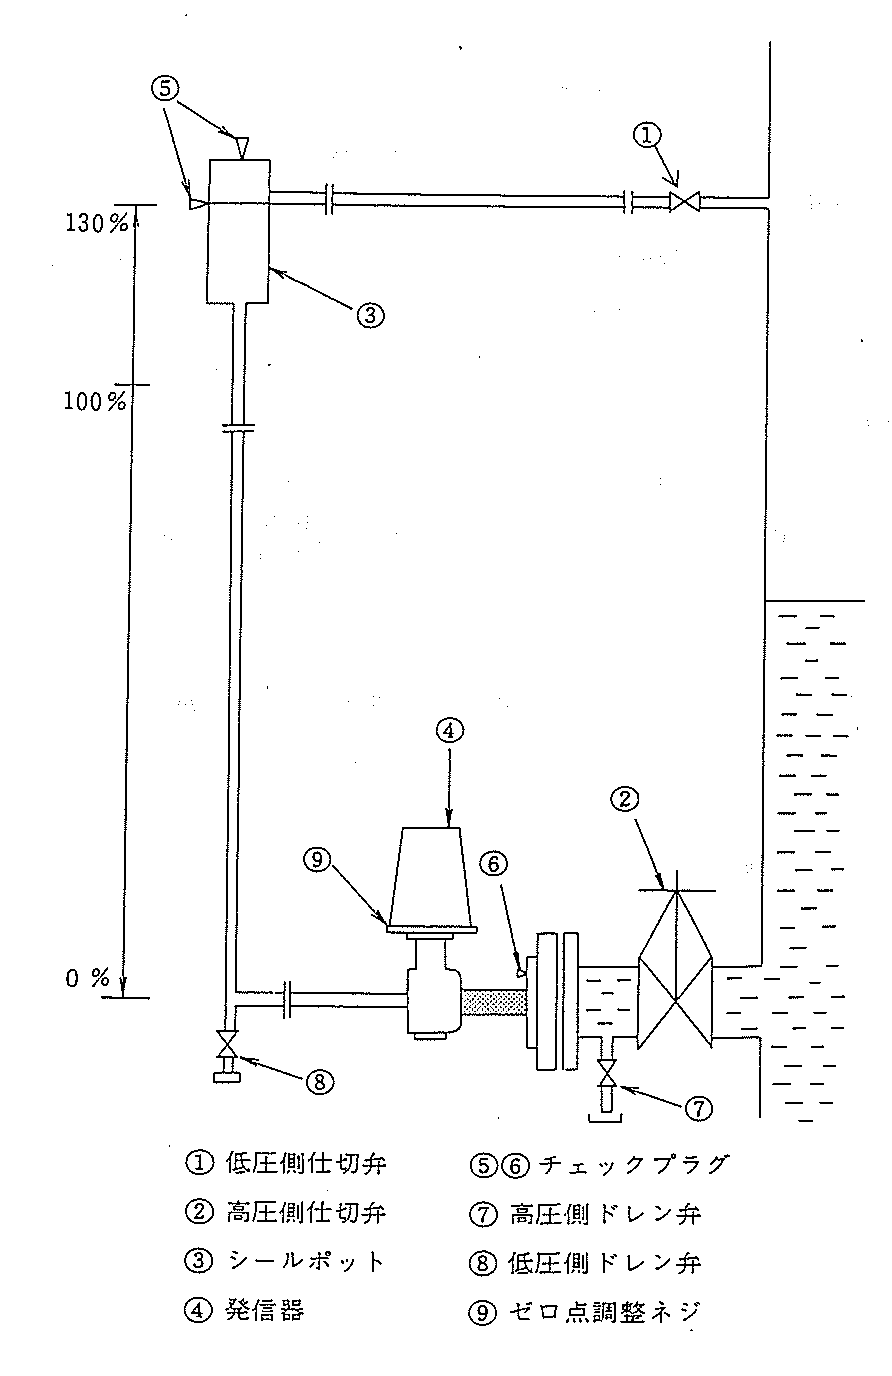 ⑤
①
130%
③
100%
④
②
⑨
⑥
0 %
⑧
⑦
① 低圧側仕切弁
② 高圧側仕切弁
③ シールポット
④ 発信器
⑤⑥ チェックプラグ
⑦ 高圧側ドレン弁
⑧ 低圧側ドレン弁
⑨ ゼロ点調整ネジ